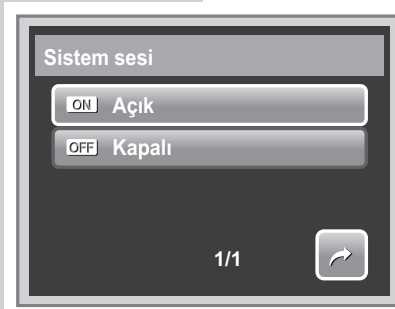 Sistem sesi
ON Açık
OFF Kapalı
1/1